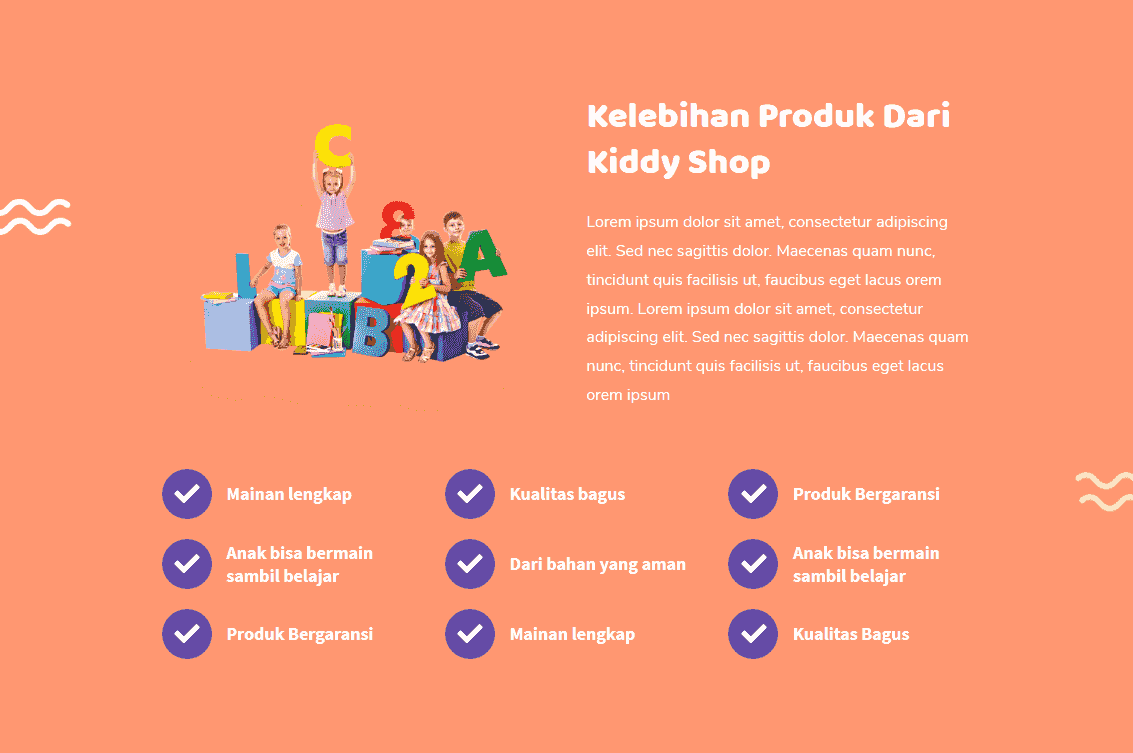 Kelebihan Produk Dari
Kiddy Shop
Lorem ipsum dolor sit amet, consectetur adipiscing
elit. Sed nec sagittis dolor. Maecenas quam nunc,
tincidunt quis facilisis ut, faucibus eget lacus orem
ipsum. Lorem ipsum dolor sit amet, consectetur
adipiscing elit. Sed nec sagittis dolor. Maecenas quam
nunc, tincidunt quis facilisis ut, faucibus eget lacus
orem ipsum
C
3
L
2
A
B
Mainan lengkap
Kualitas bagus
Produk Bergaransi
Anak bisa bermain
sambil belajar
Dari bahan yang aman
Anak bisa bermain
sambil belajar
Produk Bergaransi
Mainan lengkap
Kualitas Bagus